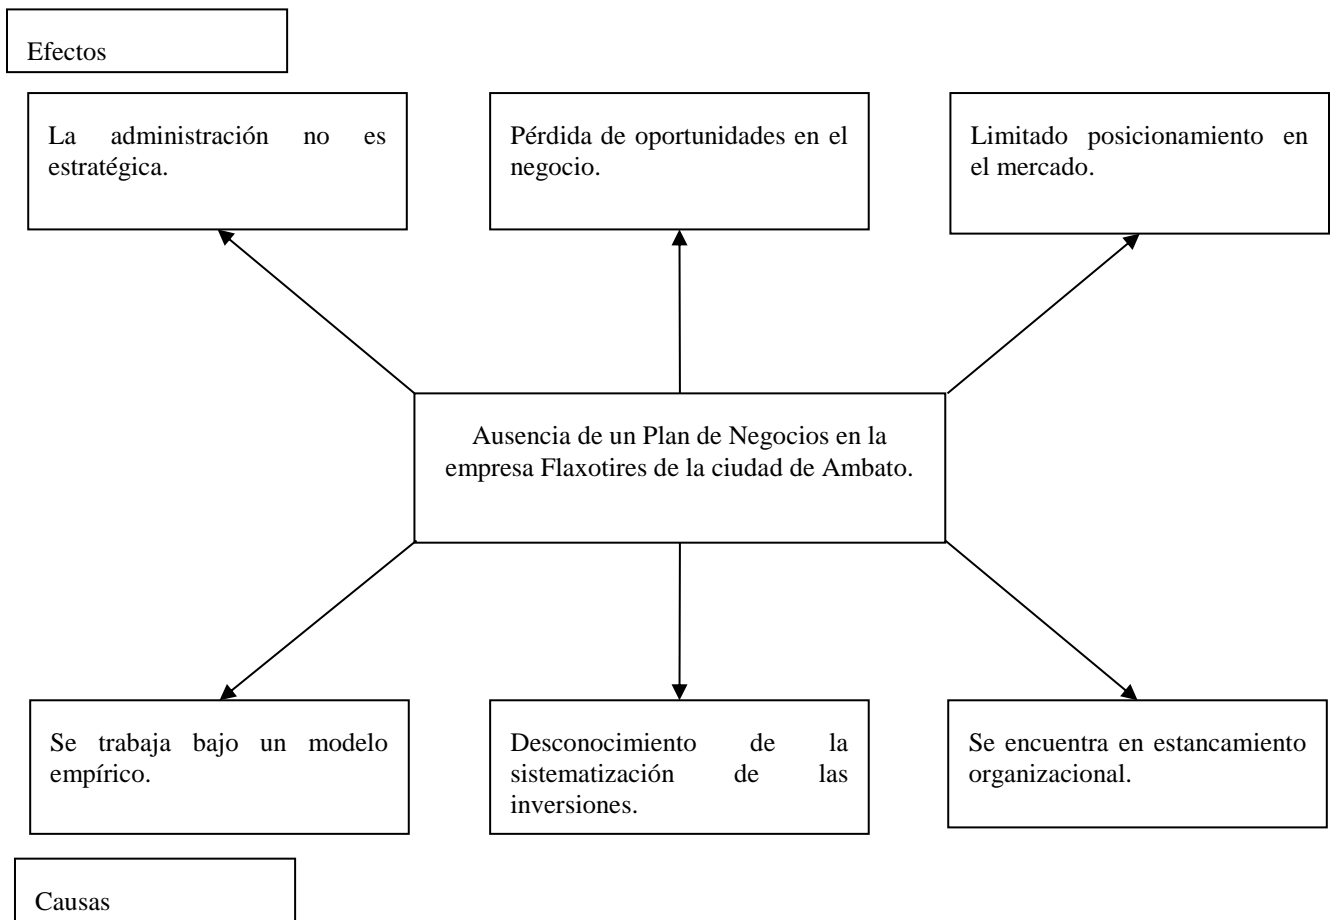 Efectos
La administración no es
estratégica.
Pérdida de oportunidades en el
negocio.
Limitado posicionamiento en
el mercado.
Ausencia de un Plan de Negocios en la
empresa Flaxotires de la ciudad de Ambato.
Se trabaja bajo un modelo
empírico.
Desconocimiento de la
sistematización de las
inversiones.
Se encuentra en estancamiento
organizacional.
Causas